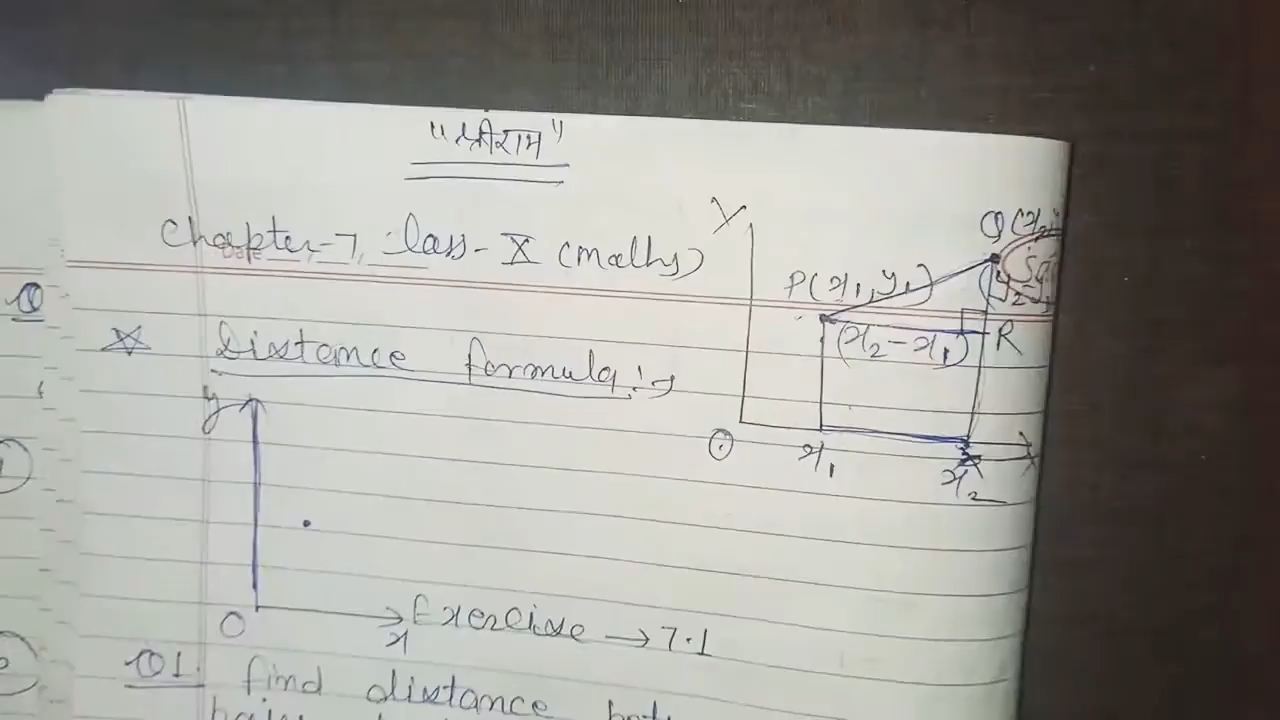 "श्रीराम"
Chapter-7, Class-X (maths)
Y
Q(x2
P(x1, y1)
(x2-x1)
R
O
x1
x2
Q
☆ Distance formula:→
y
O
x
Exercise → 7.1
Q1. find distance